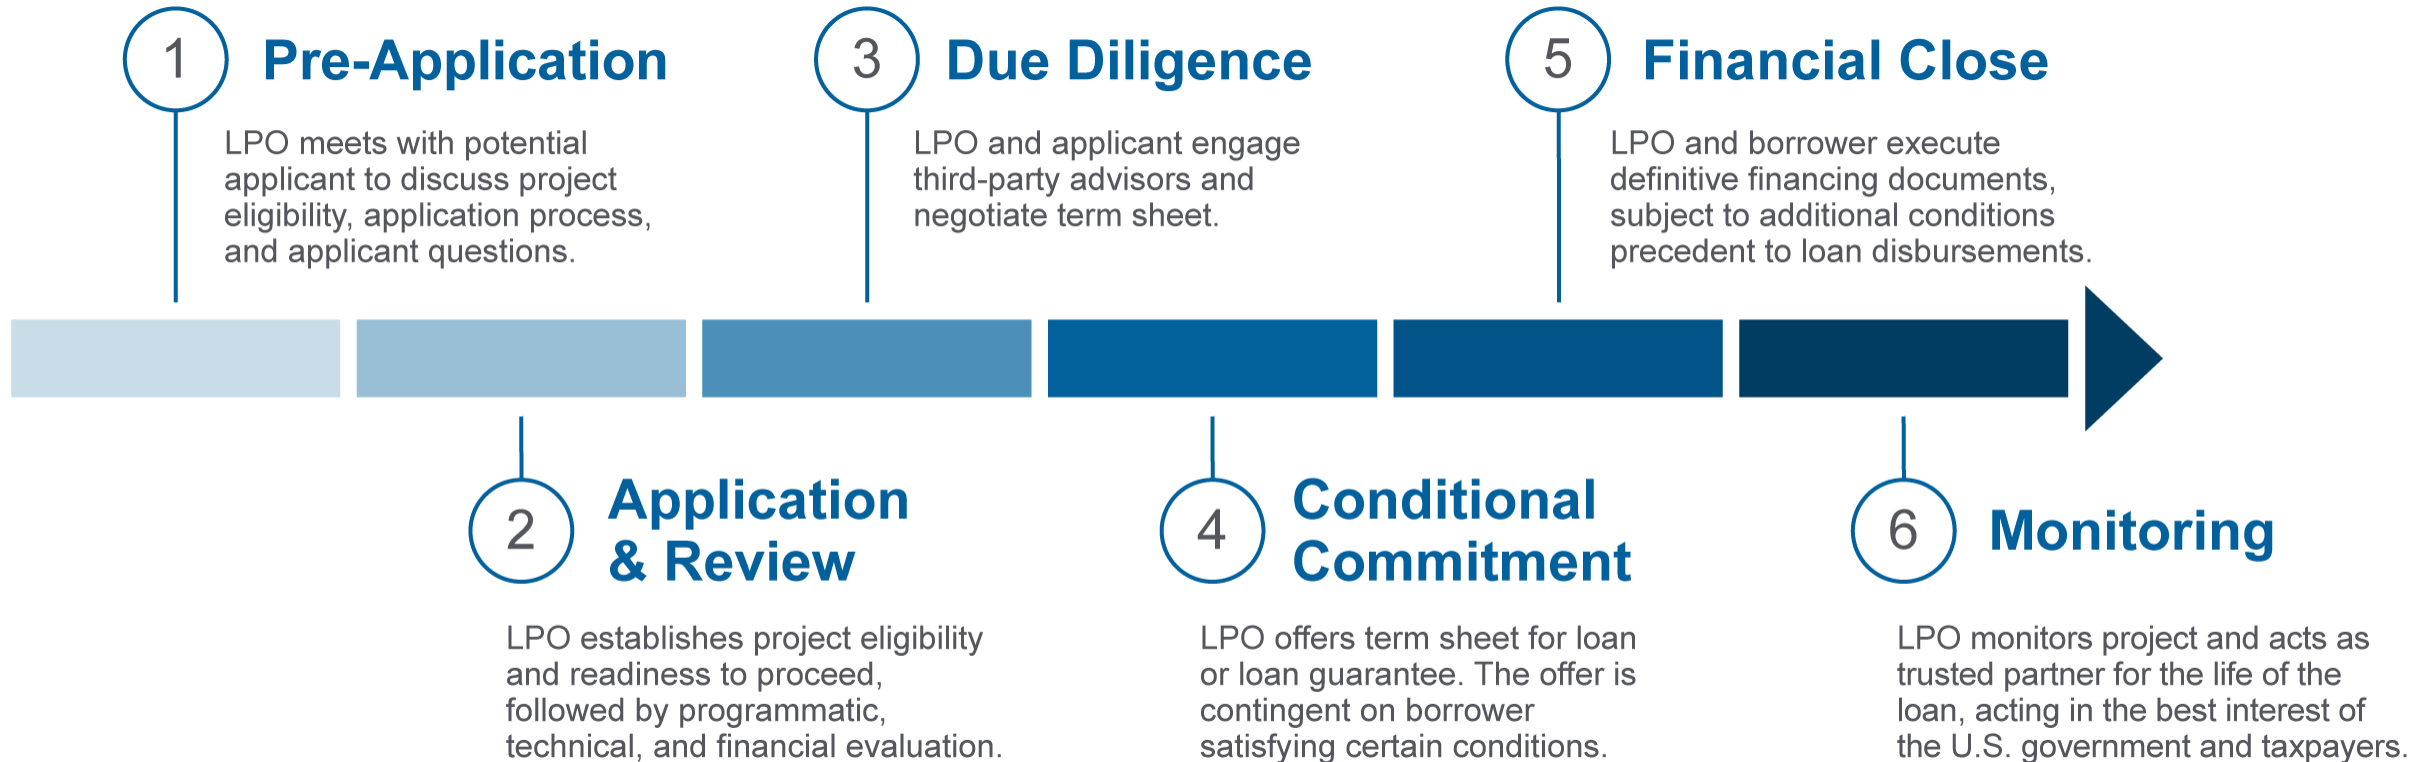 1
Pre-Application
LPO meets with potential
applicant to discuss project
eligibility, application process,
and applicant questions.
2
Application
& Review
LPO establishes project eligibility
and readiness to proceed,
followed by programmatic,
technical, and financial evaluation.
3
Due Diligence
LPO and applicant engage
third-party advisors and
negotiate term sheet.
4
Conditional
Commitment
LPO offers term sheet for loan
or loan guarantee. The offer is
contingent on borrower
satisfying certain conditions.
5
Financial Close
LPO and borrower execute
definitive financing documents,
subject to additional conditions
precedent to loan disbursements.
6
Monitoring
LPO monitors project and acts as
trusted partner for the life of the
loan, acting in the best interest of
the U.S. government and taxpayers.